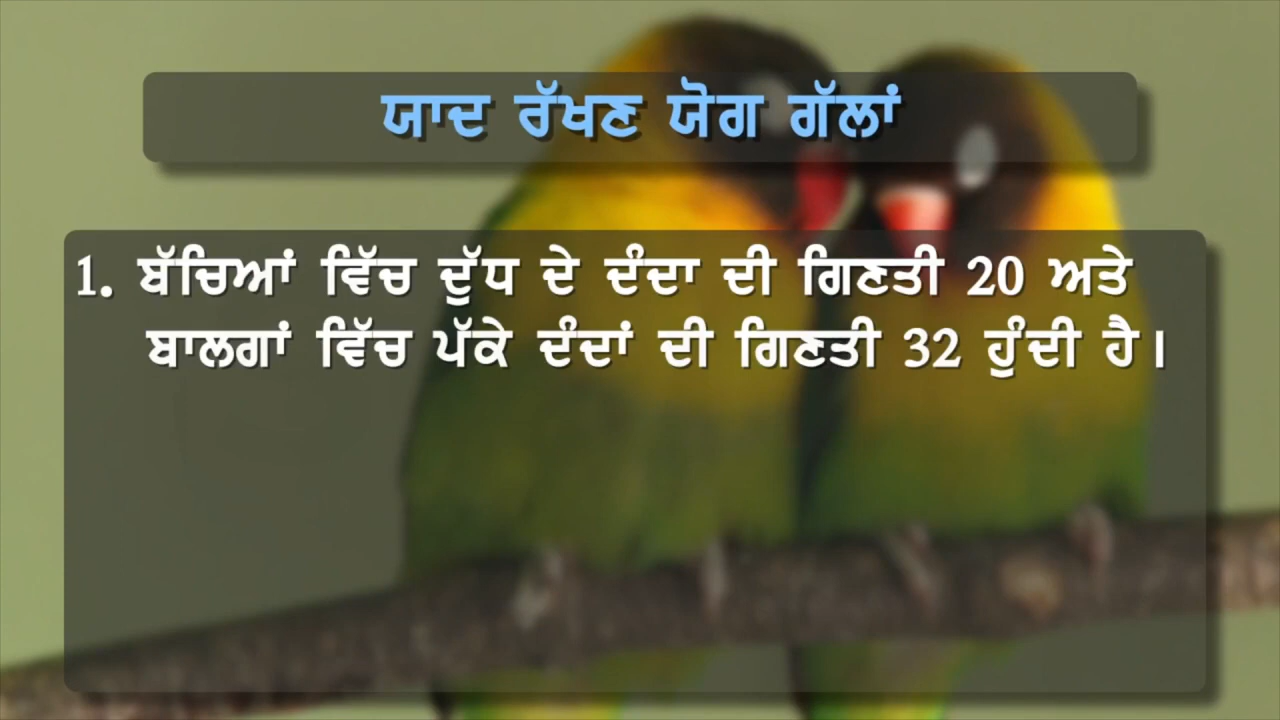 ਯਾਦ ਰੱਖਣ ਯੋਗ ਗੱਲਾਂ
1. ਬੱਚਿਆਂ ਵਿੱਚ ਦੁੱਧ ਦੇ ਦੰਦਾ ਦੀ ਗਿਣਤੀ 20 ਅਤੇ
ਬਾਲਗਾਂ ਵਿੱਚ ਪੱਕੇ ਦੰਦਾਂ ਦੀ ਗਿਣਤੀ 32 ਹੁੰਦੀ ਹੈ।